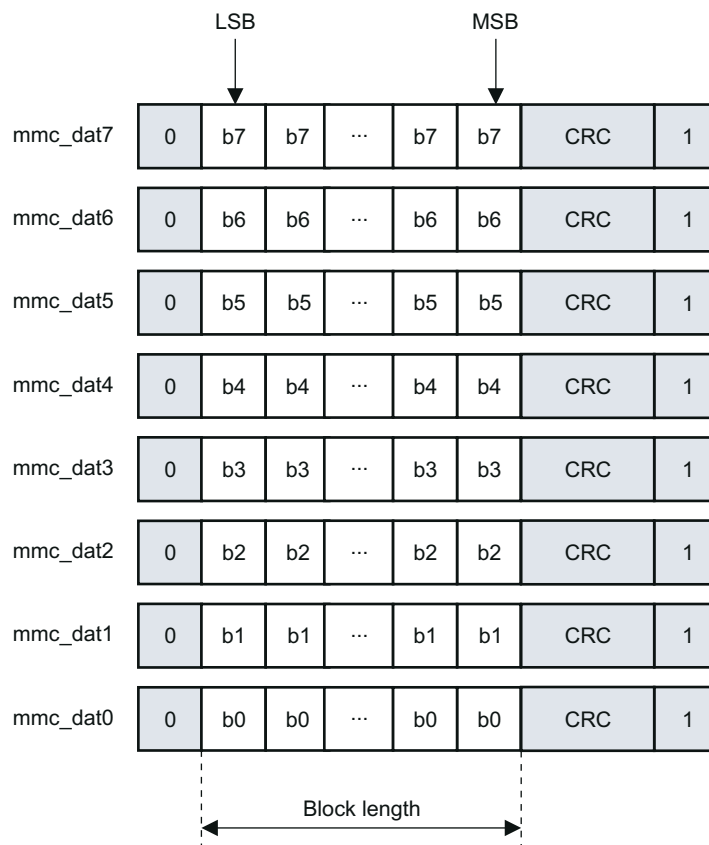 LSB MSB
mmc_dat7 0 b7 b7 ... b7 b7 CRC 1
mmc_dat6 0 b6 b6 ... b6 b6 CRC 1
mmc_dat5 0 b5 b5 ... b5 b5 CRC 1
mmc_dat4 0 b4 b4 ... b4 b4 CRC 1
mmc_dat3 0 b3 b3 ... b3 b3 CRC 1
mmc_dat2 0 b2 b2 ... b2 b2 CRC 1
mmc_dat1 0 b1 b1 ... b1 b1 CRC 1
mmc_dat0 0 b0 b0 ... b0 b0 CRC 1
Block length